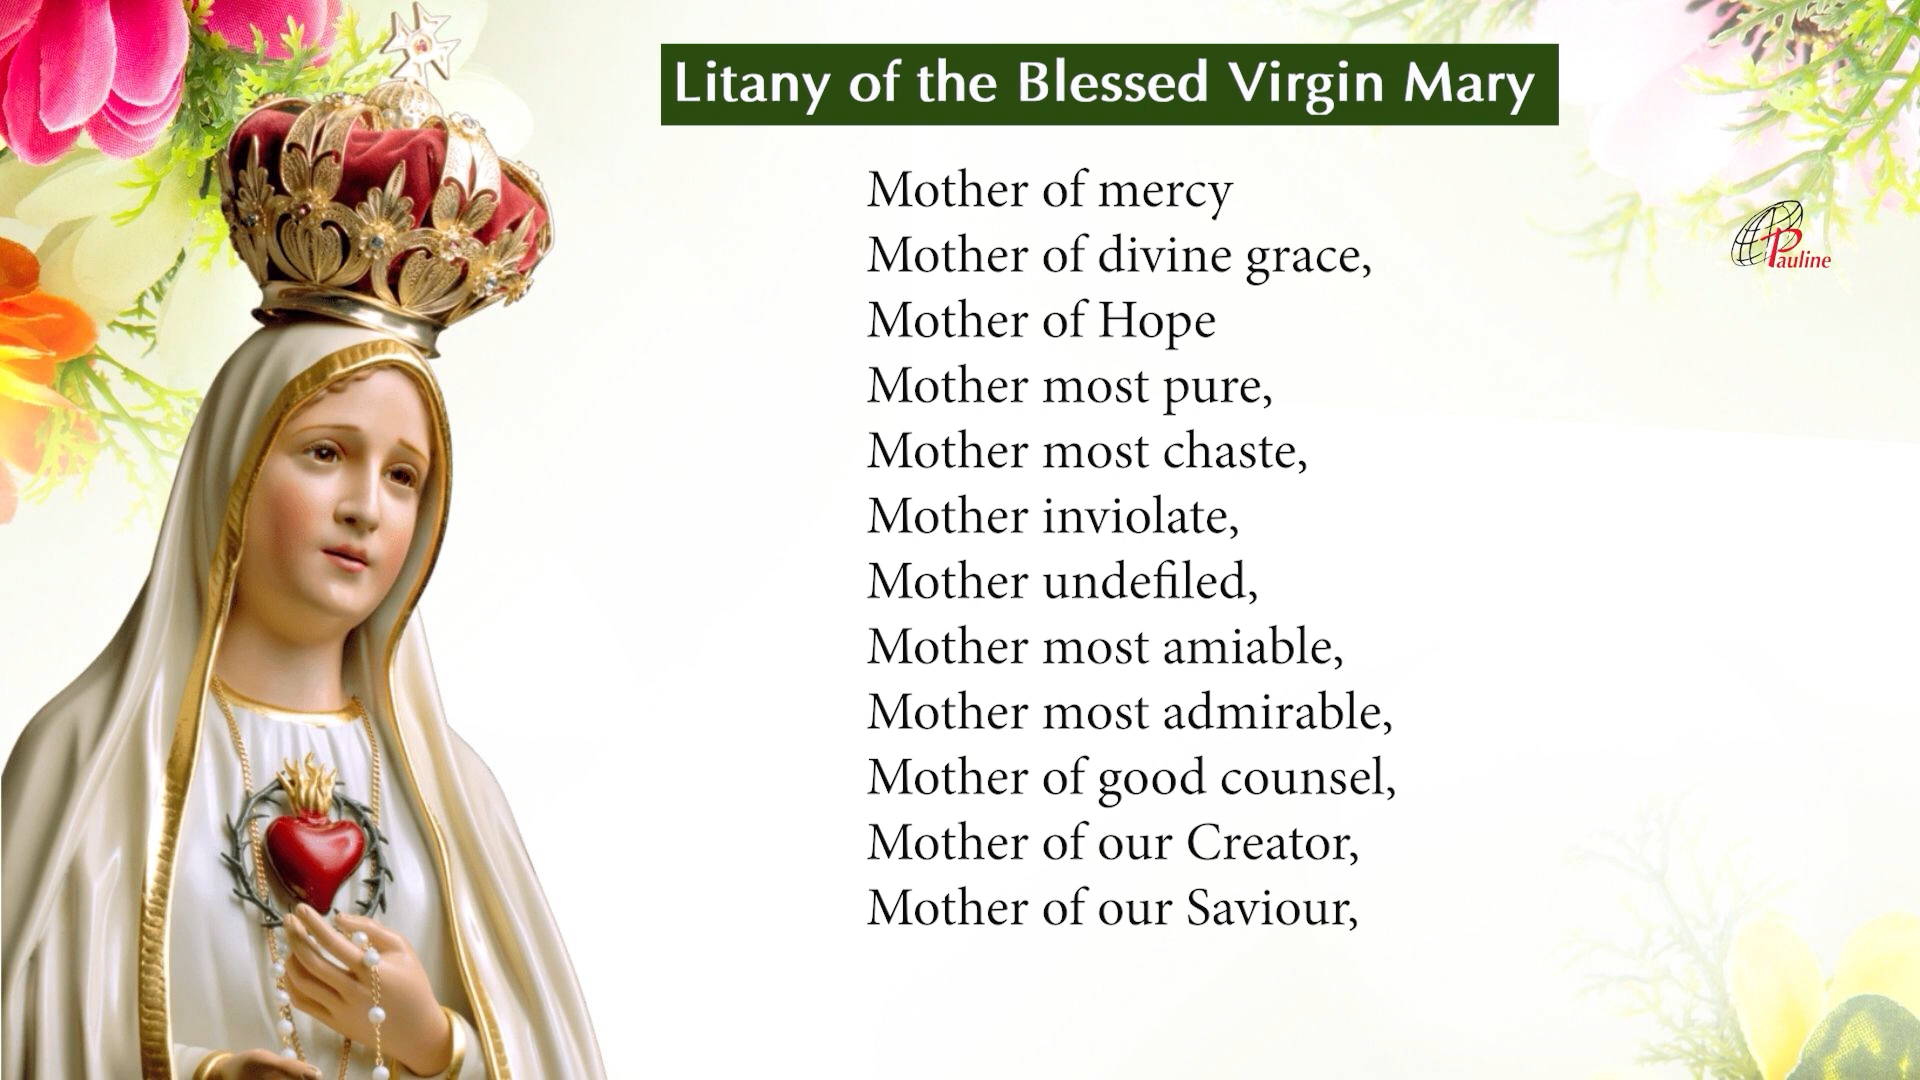 Litany of the Blessed Virgin Mary
Mother of mercy
Mother of divine grace,
Mother of Hope
Mother most pure,
Mother most chaste,
Mother inviolate,
Mother undefiled,
Mother most amiable,
Mother most admirable,
Mother of good counsel,
Mother of our Creator,
Mother of our Saviour,
Pauline